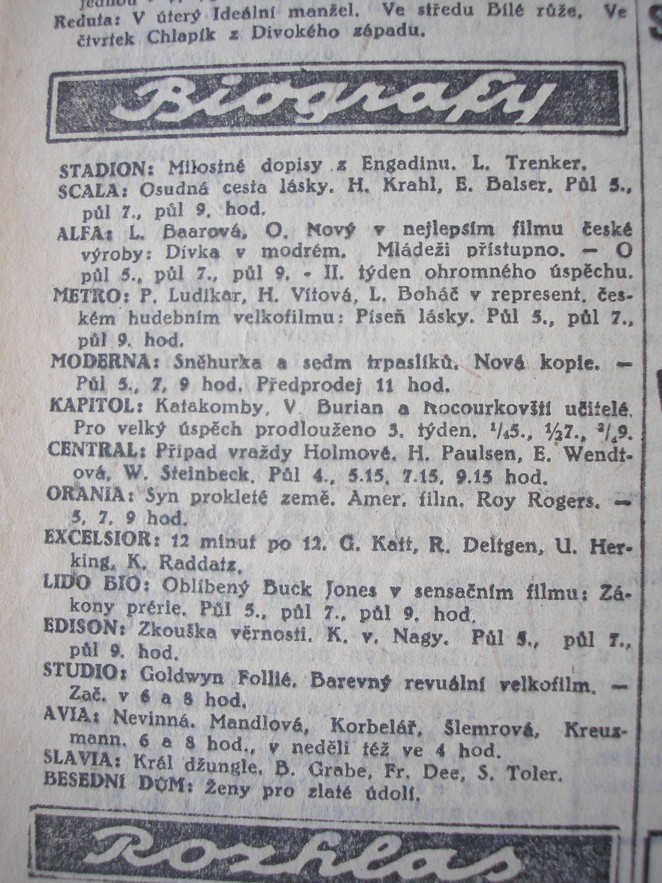 jednou
Reduta: V úterý Ideální manžel. Ve středu Bílé růže. Ve
čtvrtek Chlapík z Divokého západu.
Biografy
STADION: Milostné dopisy z Engadinu. L. Trenker.
SCALA: Osudná cesta lásky. H. Krahl, E. Balser. Půl 5.,
půl 7., půl 9. hod.
ALFA: L. Baarová, O. Nový v nejlepším filmu české
výroby: Dívka v modrém. Mládeži přístupno. — O
půl 5., půl 7., půl 9. - II. týden ohromného úspěchu.
METRO: P. Ludikar, H. Vítová, L. Boháč v represent. čes-
kém hudebním velkofilmu: Píseň lásky. Půl 5., půl 7.,
půl 9. hod.
MODERNA: Sněhurka a sedm trpaslíků. Nová kopie. —
Půl 5., 7, 9 hod. Předprodej 11 hod.
KAPITOL: Katakomby, V. Burian a Kocourkovští učitelé.
Pro velký úspěch prodlouženo 3. týden. ¼5., ½7., ¾9.
CENTRAL: Případ vraždy Holmové. H. Paulsen, E. Wendt-
ová, W. Steinbeck. Půl 4., 5.15, 7.15, 9.15 hod.
ORANIA: Syn prokleté země. Amer. film. Roy Rogers. —
5, 7, 9 hod.
EXCELSIOR: 12 minut po 12. G. Katt, R. Deltgen, U. Her-
king, K. Raddatz.
LIDO BIO: Oblíbený Buck Jones v sensačním filmu: Zá-
kony prérie. Půl 5., půl 7., půl 9. hod.
EDISON: Zkouška věrnosti. K. v. Nagy. Půl 5., půl 7.,
půl 9. hod.
STUDIO: Goldwyn Follié. Barevný revuální velkofilm. —
Zač. v 6 a 8 hod.
AVIA: Nevinná. Mandlová, Korbelář, Slemrová, Kreuz-
mann. 6 a 8 hod., v neděli též ve 4 hod.
SLAVIA: Král džungle. B. Grabe, Fr. Dee, S. Toler.
BESEDNÍ DŮM: Ženy pro zlaté údolí.
Rozhlas